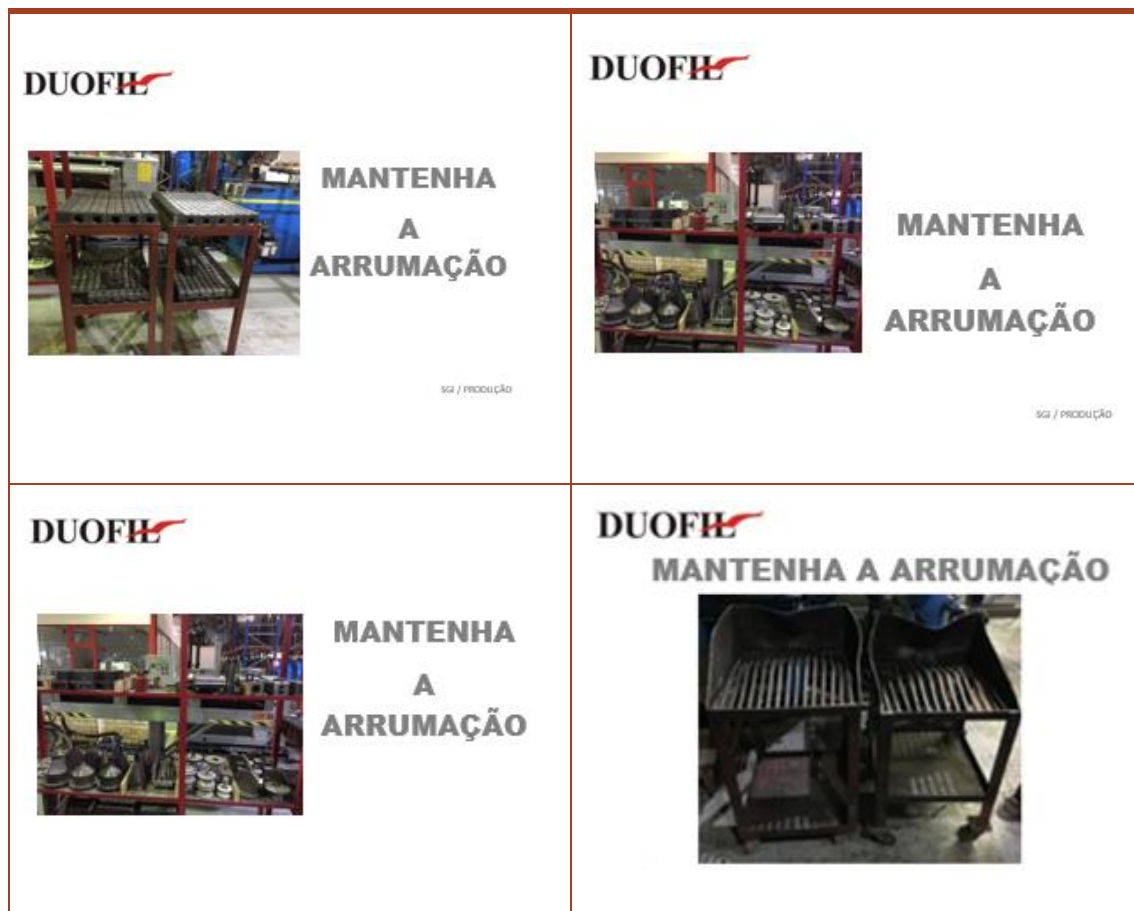 DUOFIL
MANTENHA
A
ARRUMAÇÃO
SGI / PRODUÇÃO
DUOFIL
MANTENHA
A
ARRUMAÇÃO
SGI / PRODUÇÃO
DUOFIL
MANTENHA
A
ARRUMAÇÃO
DUOFIL
MANTENHA A ARRUMAÇÃO